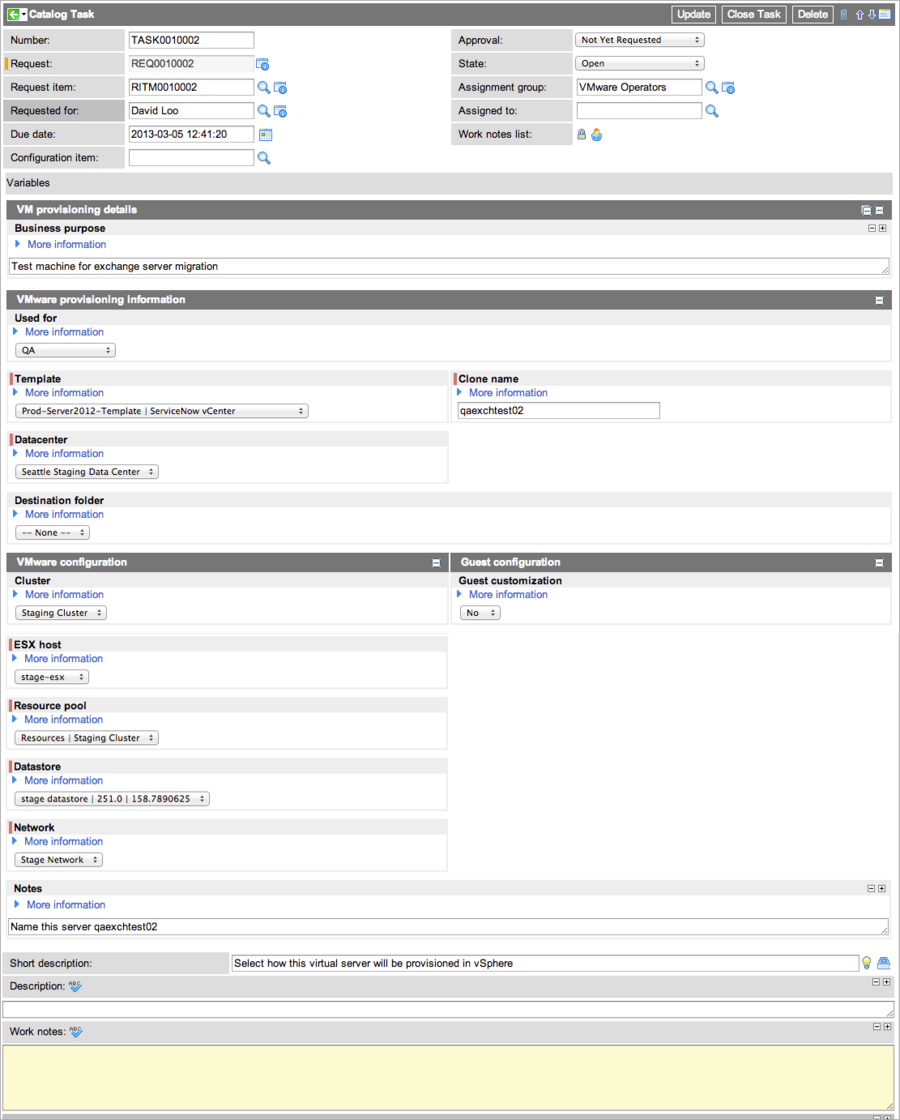 Catalog Task Update Close Task Delete
Number: TASK0010002 Approval: Not Yet Requested
Request: REQ0010002 State: Open
Request item: RITM0010002 Assignment group: VMware Operators
Requested for: David Loo Assigned to:
Due date: 2013-03-05 12:41:20 Work notes list:
Configuration item:
Variables
VM provisioning details
Business purpose
More information
Test machine for exchange server migration
VMware provisioning information
Used for
More information
QA
Template Clone name
More information More information
Prod-Server2012-Template | ServiceNow vCenter qaexchtest02
Datacenter
More information
Seattle Staging Data Center
Destination folder
More information
-- None --
VMware configuration Guest configuration
Cluster Guest customization
More information More information
Staging Cluster No
ESX host
More information
stage-esx
Resource pool
More information
Resources | Staging Cluster
Datastore
More information
stage datastore | 251.0 | 158.7890625
Network
More information
Stage Network
Notes
More information
Name this server qaexchtest02
Short description: Select how this virtual server will be provisioned in vSphere
Description: ABC
Work notes: ABC